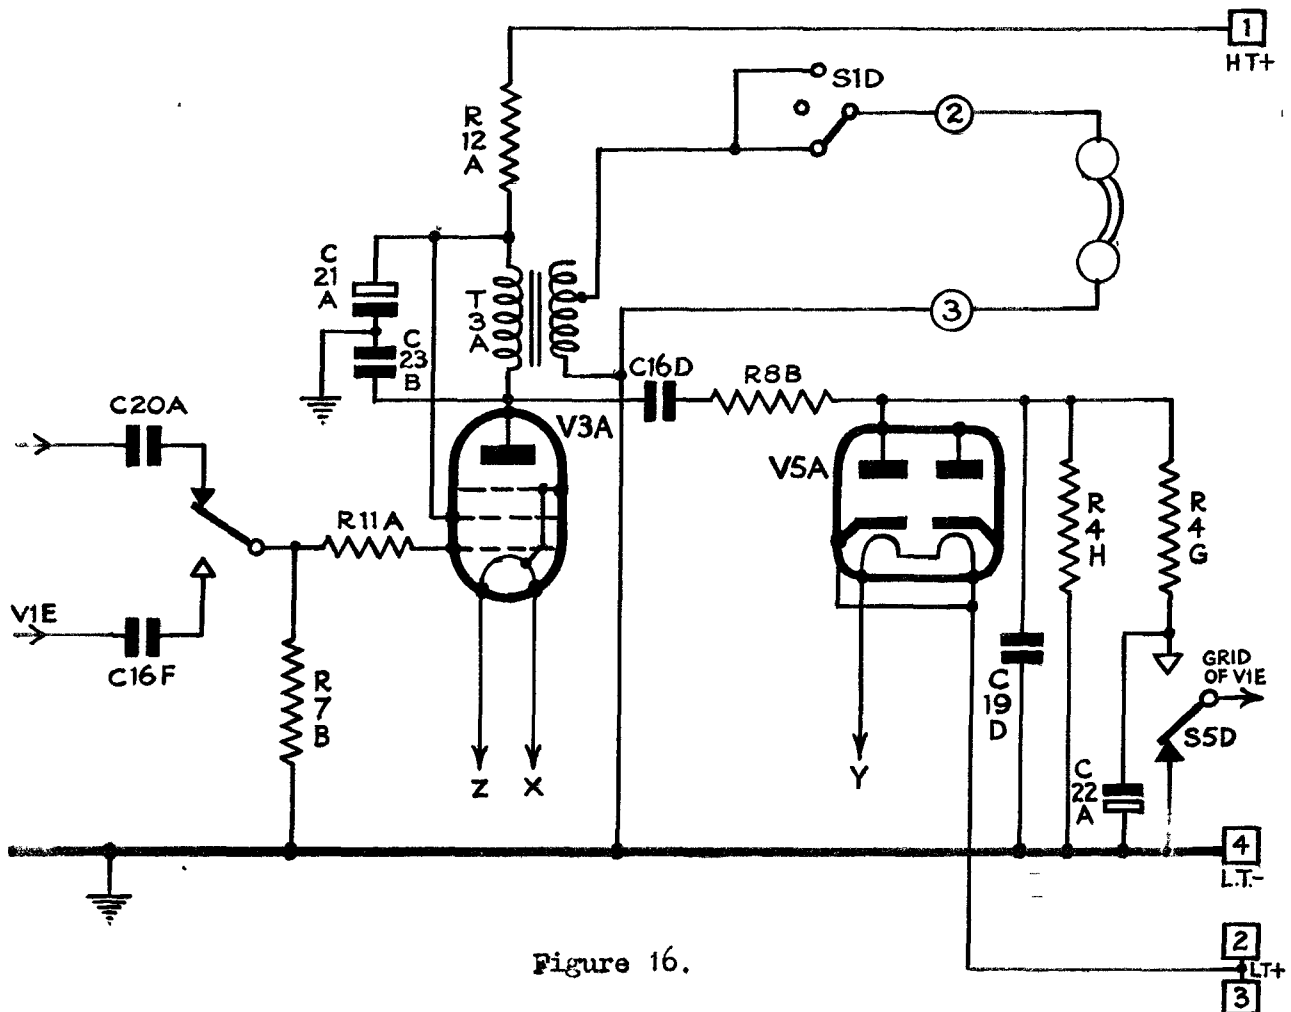 1
HT+
S1D
R
12
A
2
C
21
A
T
3
A
3
C
23
B
C16D
R8B
C20A
V3A
V5A
R11A
R
4
H
R
4
G
V1E
C16F
R
7
B
GRID
OF V1E
C
19
D
S5D
Z
X
Y
C
22
A
4
L.T.-
2
LT+
3
Figure 16.